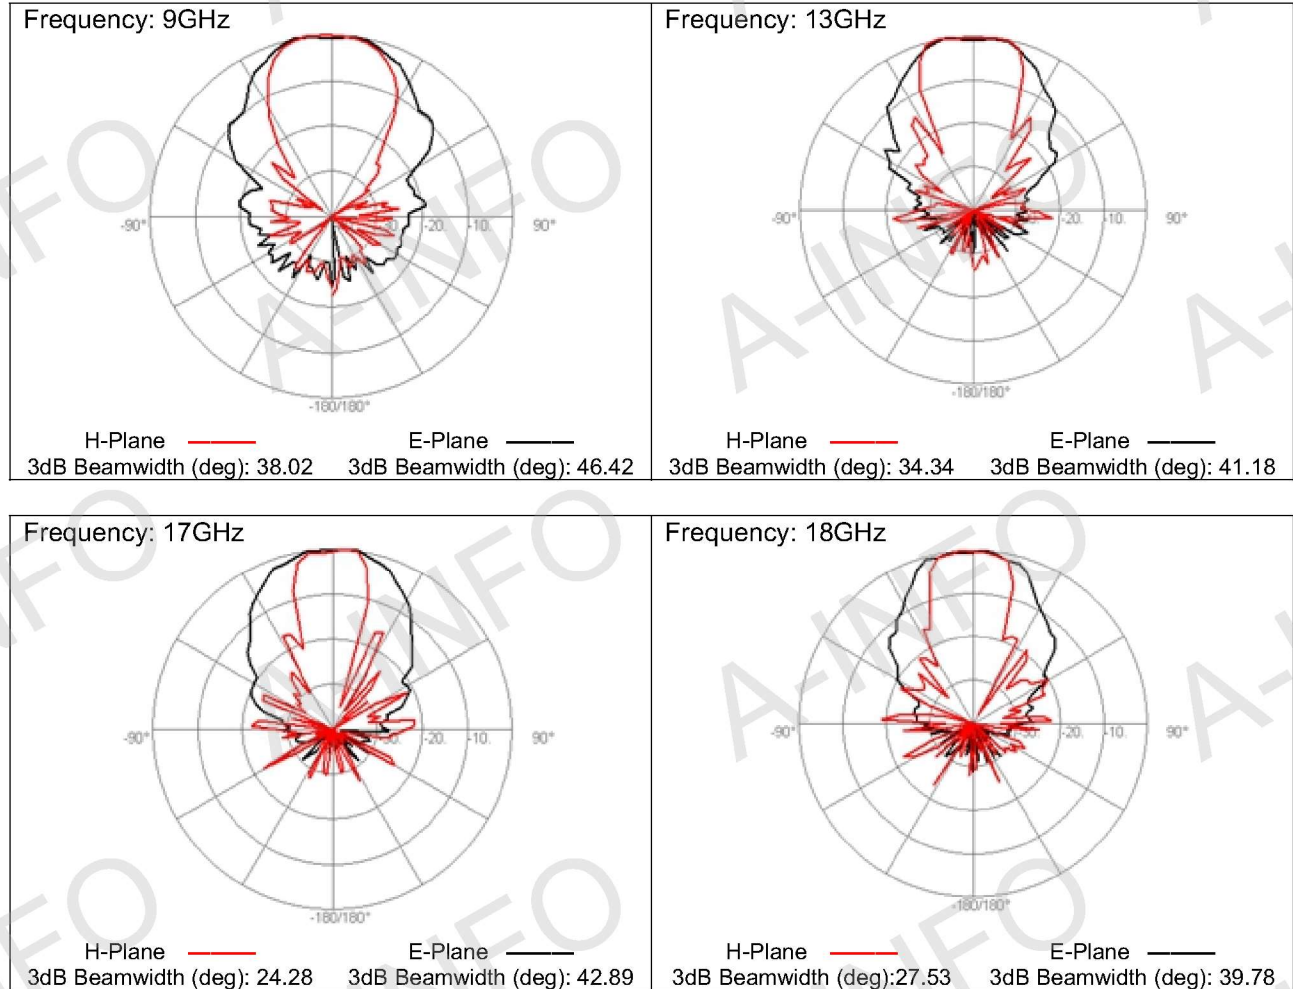 Frequency: 9GHz
-90°
-20.
-10.
90°
-180/180°
H-Plane
E-Plane
3dB Beamwidth (deg): 38.02
3dB Beamwidth (deg): 46.42
Frequency: 13GHz
-90°
-20.
-10.
90°
-180/180°
H-Plane
E-Plane
3dB Beamwidth (deg): 34.34
3dB Beamwidth (deg): 41.18
Frequency: 17GHz
-90°
-20.
-10.
90°
-180/180°
H-Plane
E-Plane
3dB Beamwidth (deg): 24.28
3dB Beamwidth (deg): 42.89
Frequency: 18GHz
-90°
-20.
-10.
90°
-180/180°
H-Plane
E-Plane
3dB Beamwidth (deg):27.53
3dB Beamwidth (deg): 39.78
A-INFO
A-INFO
A-INFO
A-INFO